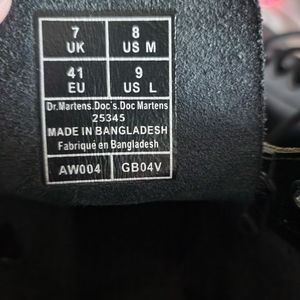 7 8
UK US M
41 9
EU US L
Dr.Martens.Doc's.Doc Martens
25345
MADE IN BANGLADESH
Fabrique en Bangladesh
AW004 GB04V